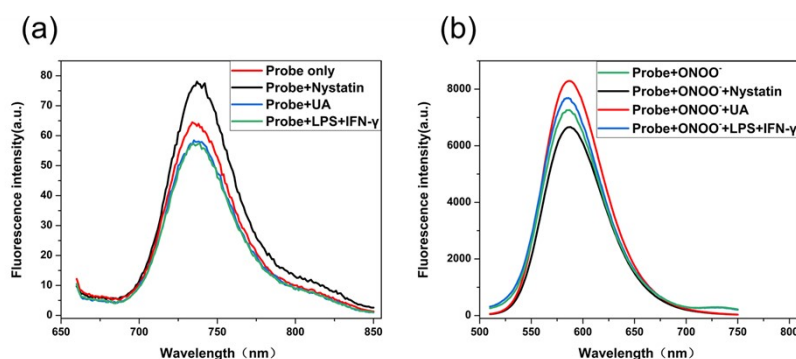 (a)
Probe only
Probe+Nystatin
Probe+UA
Probe+LPS+IFN-γ
Fluorescence intensity(a.u.)
80
70
60
50
40
30
20
10
0
650
700
750
800
850
Wavelength（nm）
(b)
Probe+ONOO⁻
Probe+ONOO⁻+Nystatin
Probe+ONOO⁻+UA
Probe+ONOO⁻+LPS+IFN-γ
Fluorescence intensity(a.u.)
8000
6000
4000
2000
0
500
550
600
650
700
750
800
Wavelength（nm）